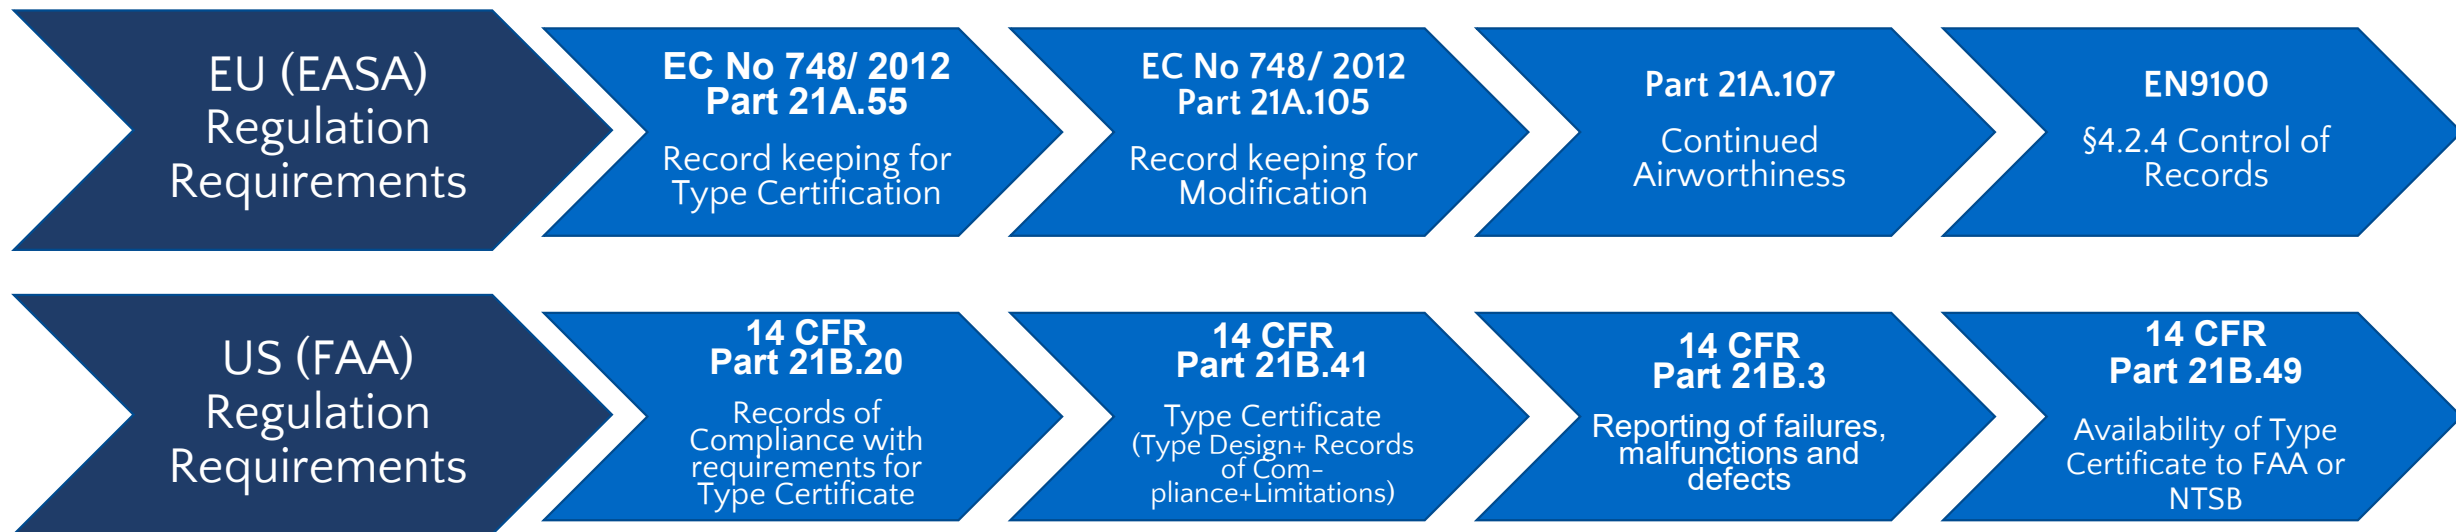 EU (EASA)
Regulation
Requirements
EC No 748/ 2012
Part 21A.55
Record keeping for
Type Certification
EC No 748/ 2012
Part 21A.105
Record keeping for
Modification
Part 21A.107
Continued
Airworthiness
EN9100
§4.2.4 Control of
Records
US (FAA)
Regulation
Requirements
14 CFR
Part 21B.20
Records of
Compliance with
requirements for
Type Certificate
14 CFR
Part 21B.41
Type Certificate
(Type Design+ Records
of Com-
pliance+Limitations)
14 CFR
Part 21B.3
Reporting of failures,
malfunctions and
defects
14 CFR
Part 21B.49
Availability of Type
Certificate to FAA or
NTSB